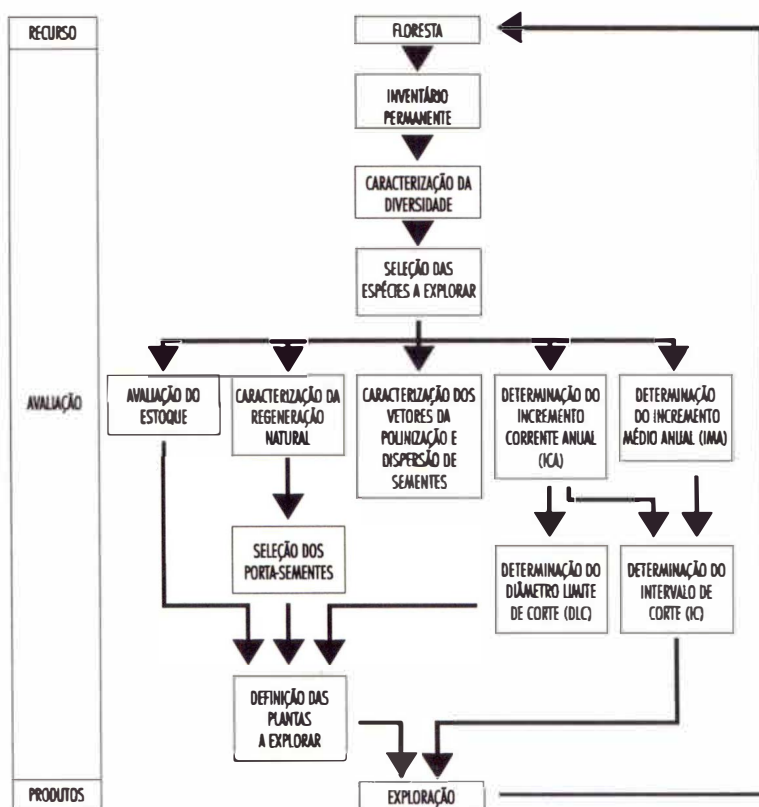 RECURSO
FLORESTA
INVENTÁRIO
PERMANENTE
CARACTERIZAÇÃO DA
DIVERSIDADE
SELEÇÃO DAS
ESPÉCIES A EXPLORAR
AVALIAÇÃO
AVALIAÇÃO DO
ESTOQUE
CARACTERIZAÇÃO DA
REGENERAÇÃO
NATURAL
CARACTERIZAÇÃO DOS
VETORES DA
POLINIZAÇÃO E
DISPERSÃO DE
SEMENTES
DETERMINAÇÃO DO
INCREMENTO
CORRENTE ANUAL
(ICA)
DETERMINAÇÃO
DO INCREMENTO
MÉDIO ANUAL (IMA)
SELEÇÃO DOS
PORTA-SEMENTES
DETERMINAÇÃO DO
DIÂMETRO LIMITE
DE CORTE (DLC)
DETERMINAÇÃO DO
INTERVALO DE
CORTE (IC)
DEFINIÇÃO DAS
PLANTAS
A EXPLORAR
PRODUTOS
EXPLORAÇÃO